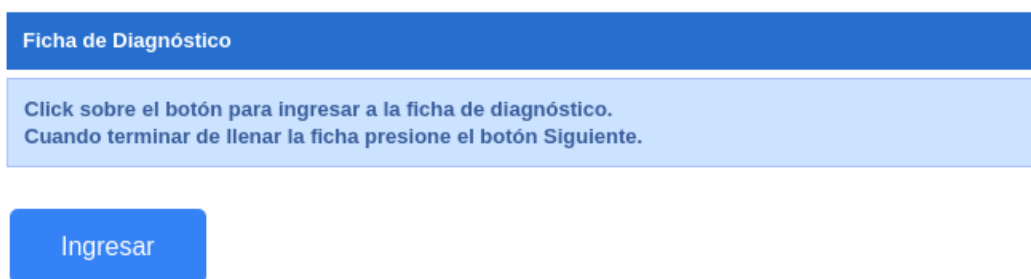 Ficha de Diagnóstico
Click sobre el botón para ingresar a la ficha de diagnóstico.
Cuando terminar de llenar la ficha presione el botón Siguiente.
Ingresar